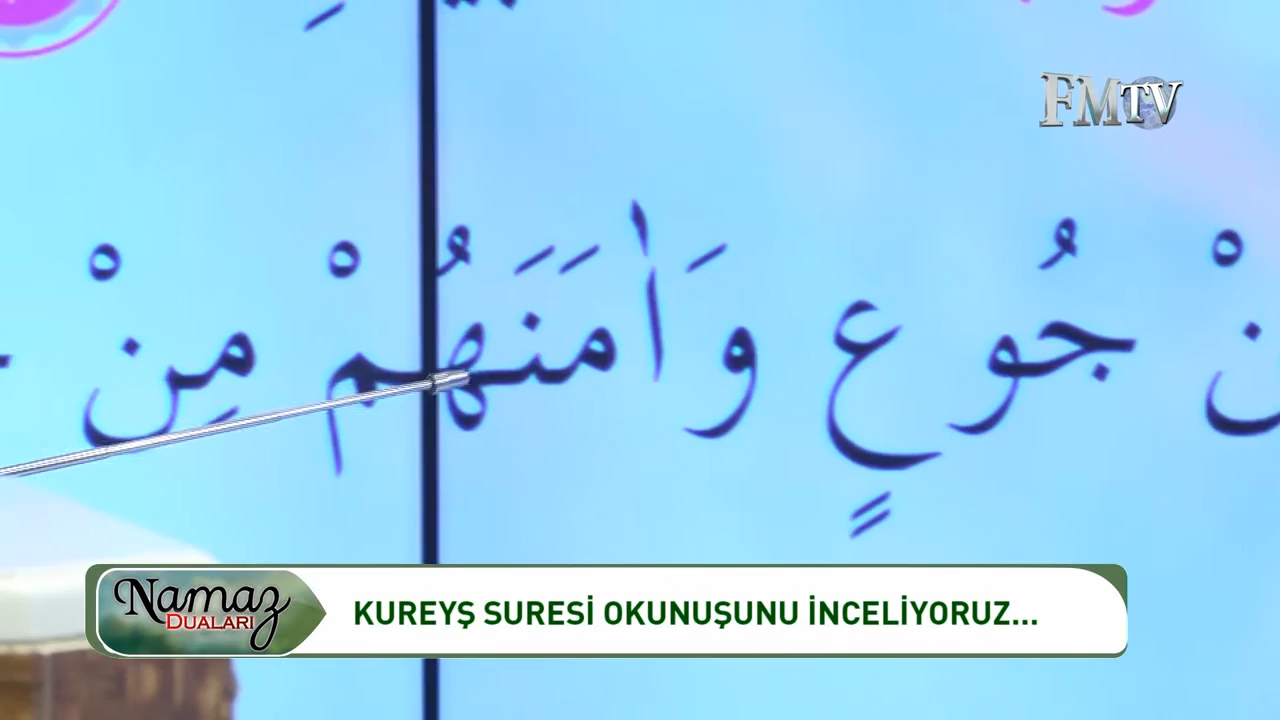 FMTV
جُوعٍ وَاٰمَنَهُمْ مِنْ
Namaz
DUALARI
KUREYŞ SURESİ OKUNUŞUNU İNCELİYORUZ...